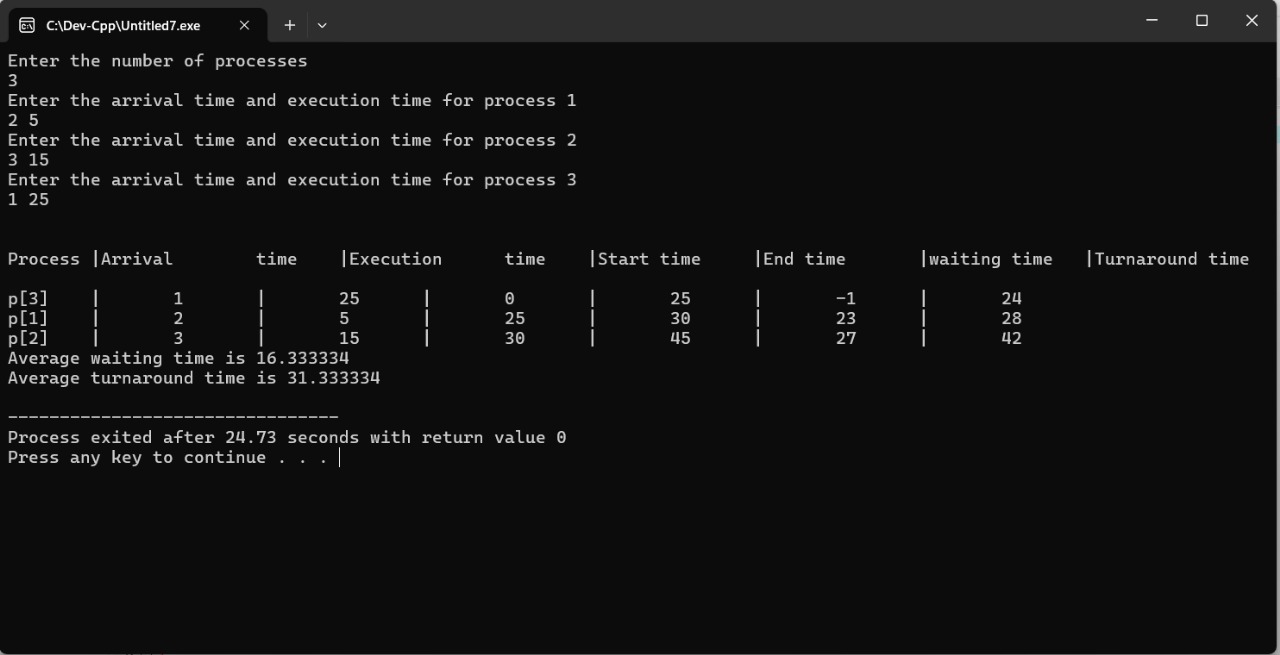 C:\Dev-Cpp\Untitled7.exe
Enter the number of processes
3
Enter the arrival time and execution time for process 1
2 5
Enter the arrival time and execution time for process 2
3 15
Enter the arrival time and execution time for process 3
1 25
Process |Arrival time |Execution time |Start time |End time |waiting time |Turnaround time
p[3] | 1 | 25 | 0 | 25 | -1 | 24
p[1] | 2 | 5 | 25 | 30 | 23 | 28
p[2] | 3 | 15 | 30 | 45 | 27 | 42
Average waiting time is 16.333334
Average turnaround time is 31.333334
--------------------------------
Process exited after 24.73 seconds with return value 0
Press any key to continue . . .